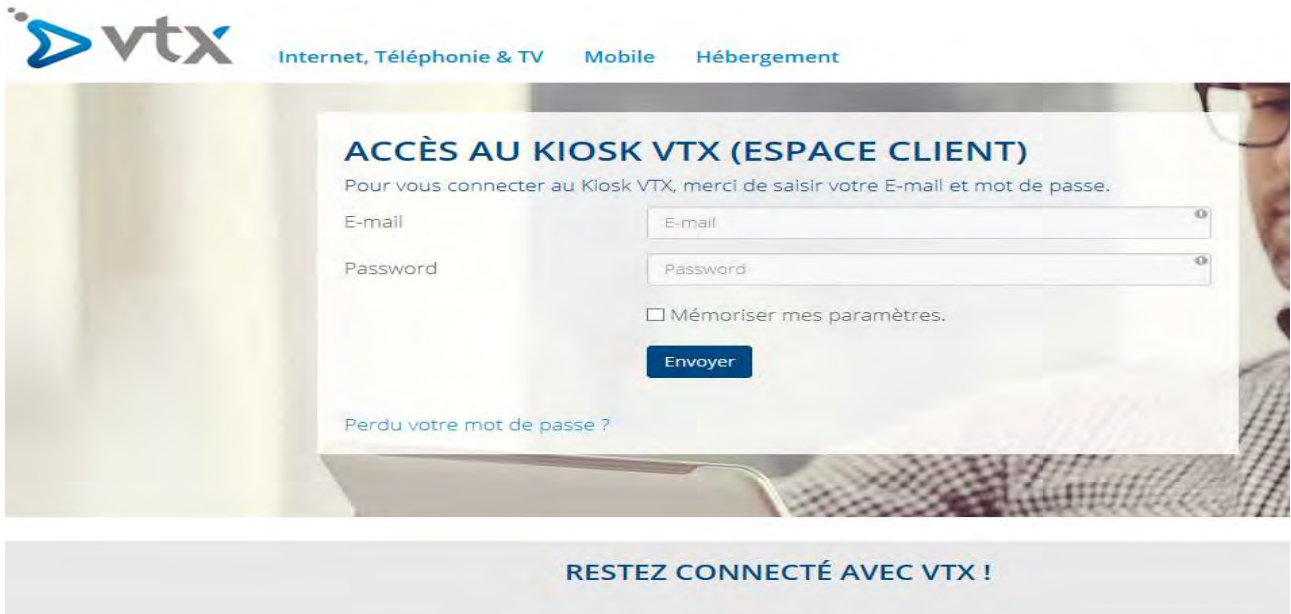 vtx
Internet, Téléphonie & TV Mobile Hébergement
ACCÈS AU KIOSK VTX (ESPACE CLIENT)
Pour vous connecter au Kiosk VTX, merci de saisir votre E-mail et mot de passe.
E-mail E-mail
Password Password
Mémoriser mes paramètres.
Envoyer
Perdu votre mot de passe ?
RESTEZ CONNECTÉ AVEC VTX !